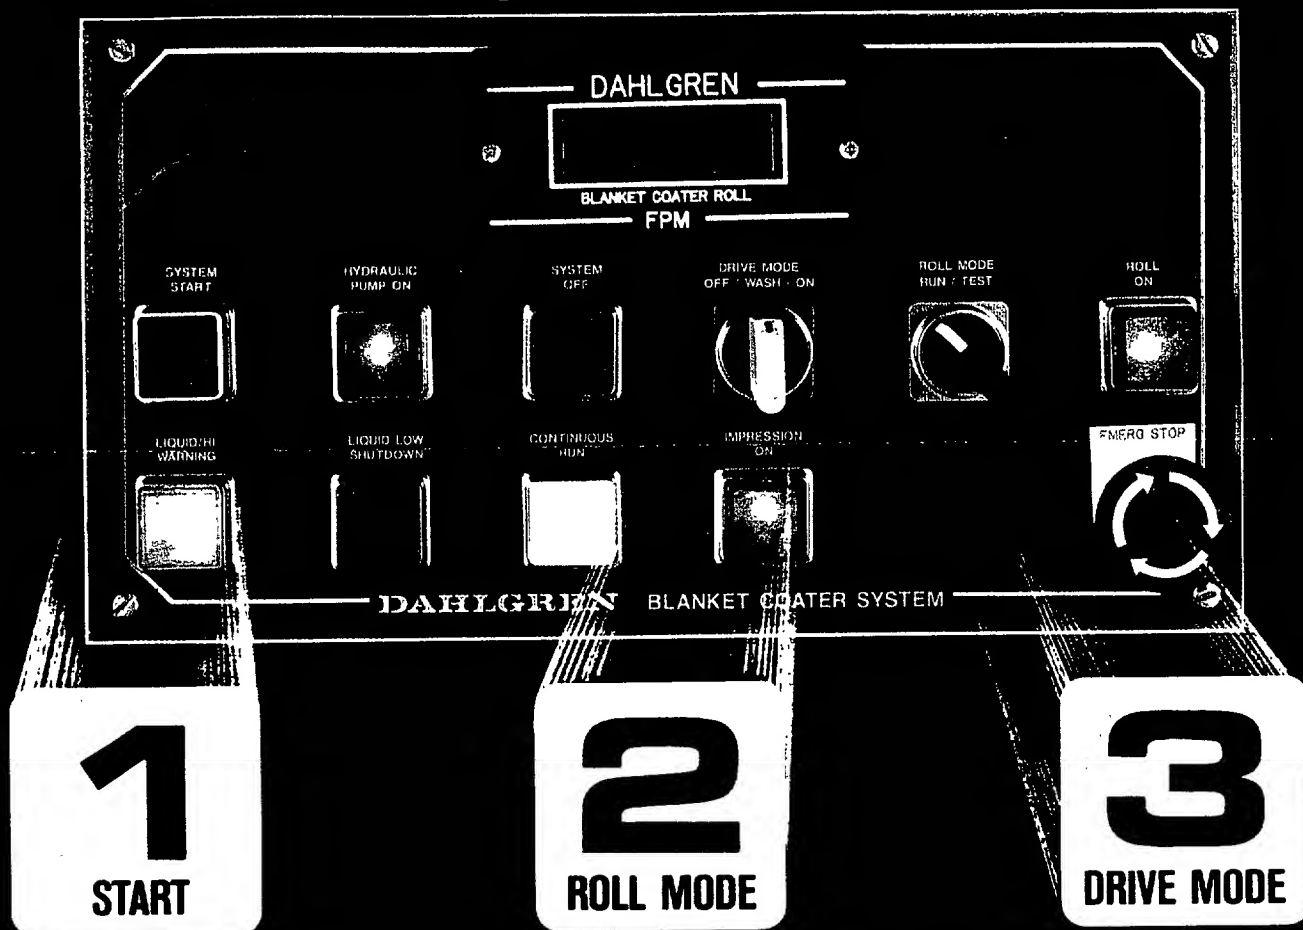 DAHLGREN
BLANKET COATER ROLL
FPM
SYSTEM
START
HYDRAULIC
PUMP ON
SYSTEM
OFF
DRIVE MODE
OFF / WASH - ON
ROLL MODE
RUN / TEST
ROLL
ON
LIQUID/HI
WARNING
LIQUID LOW
SHUTDOWN
CONTINUOUS
RUN
IMPRESSION
ON
EMERG STOP
DAHLGREN BLANKET COATER SYSTEM
1
START
2
ROLL MODE
3
DRIVE MODE